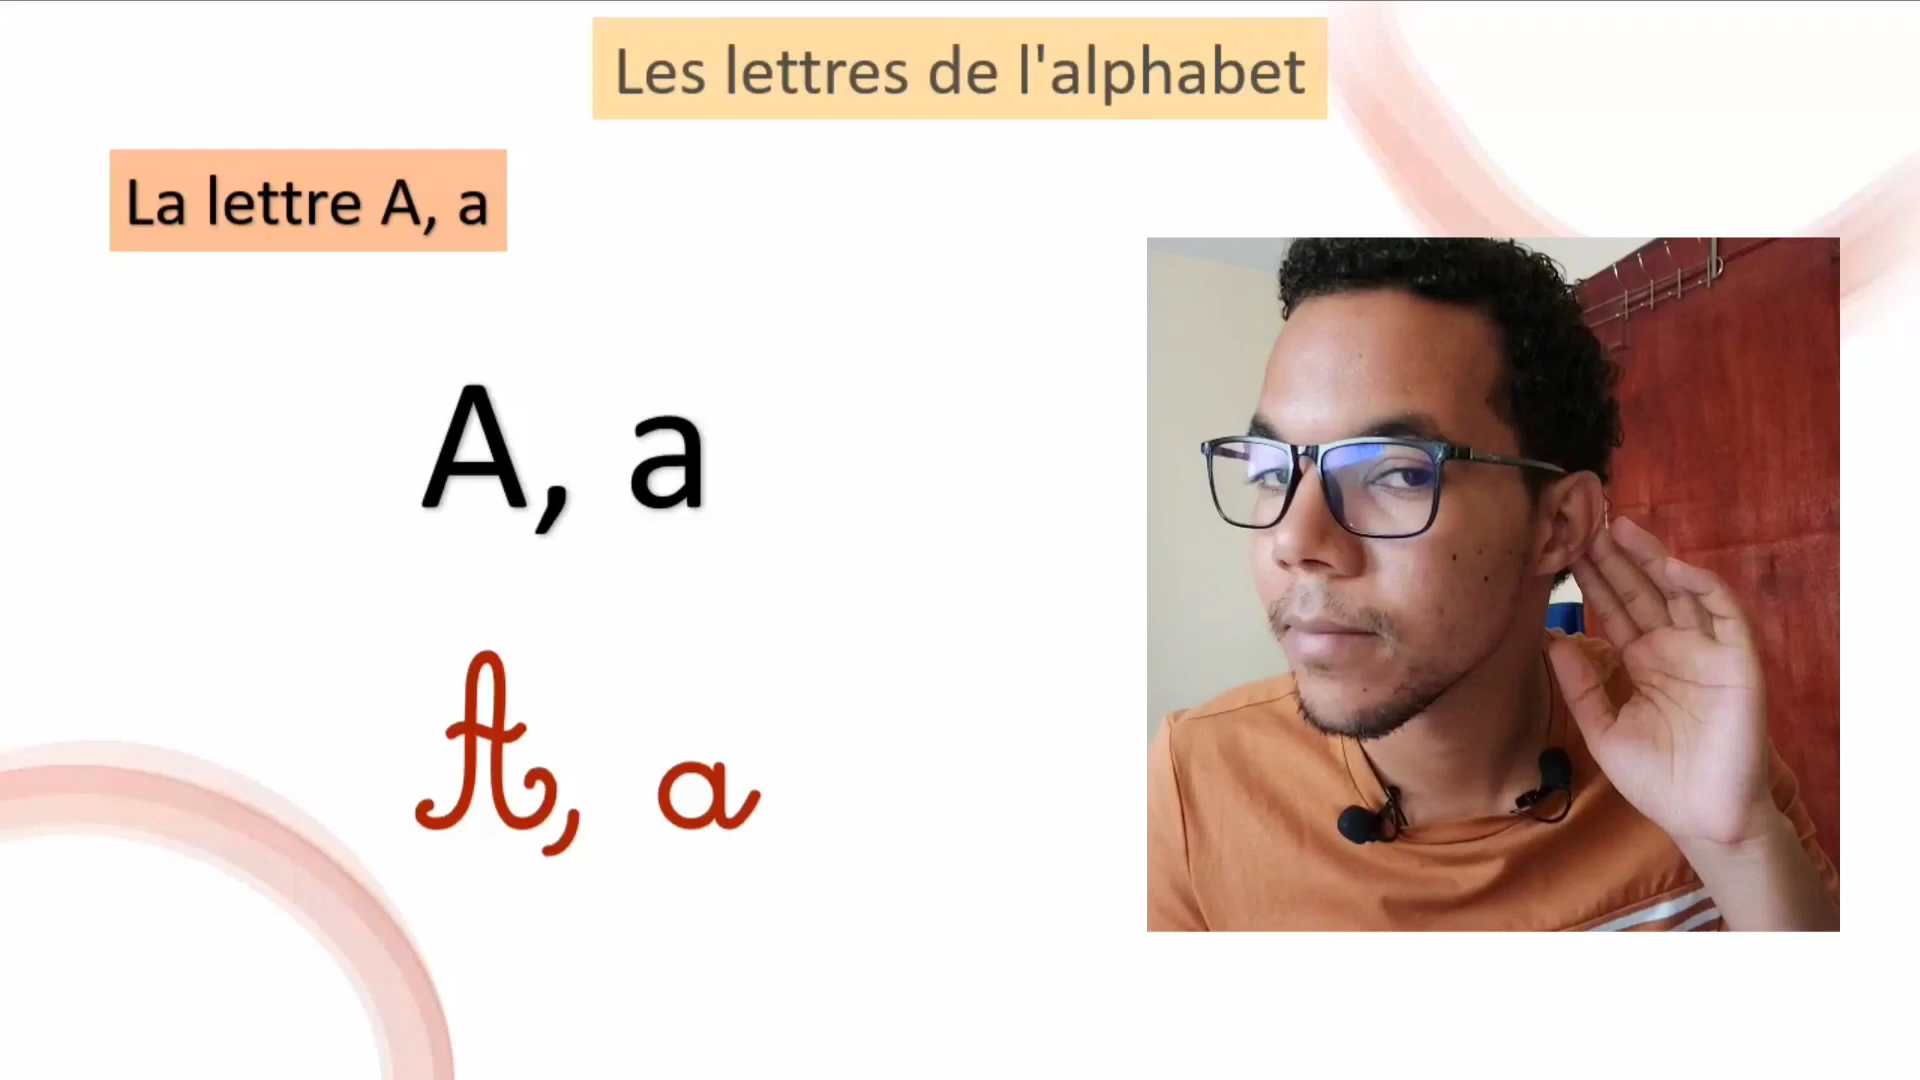 Les lettres de l'alphabet
La lettre A, a
A, a
A, a